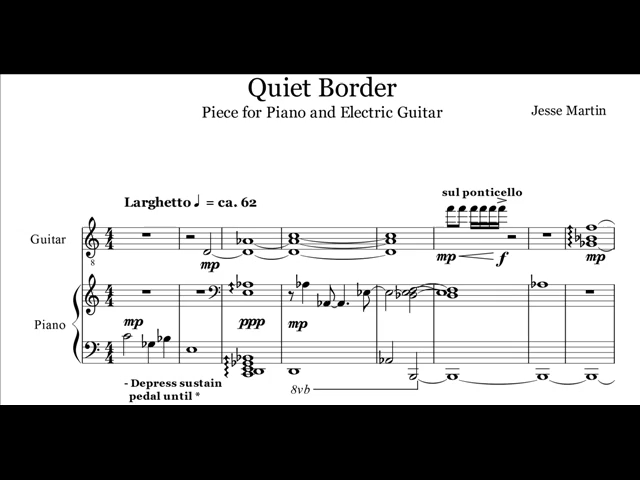 Quiet Border
Piece for Piano and Electric Guitar
Jesse Martin
sul ponticello
Larghetto ♩ = ca. 62
Guitar
8
mp
mp
f
mp
Piano
mp
ppp
mp
- Depress sustain
pedal until *
8vb